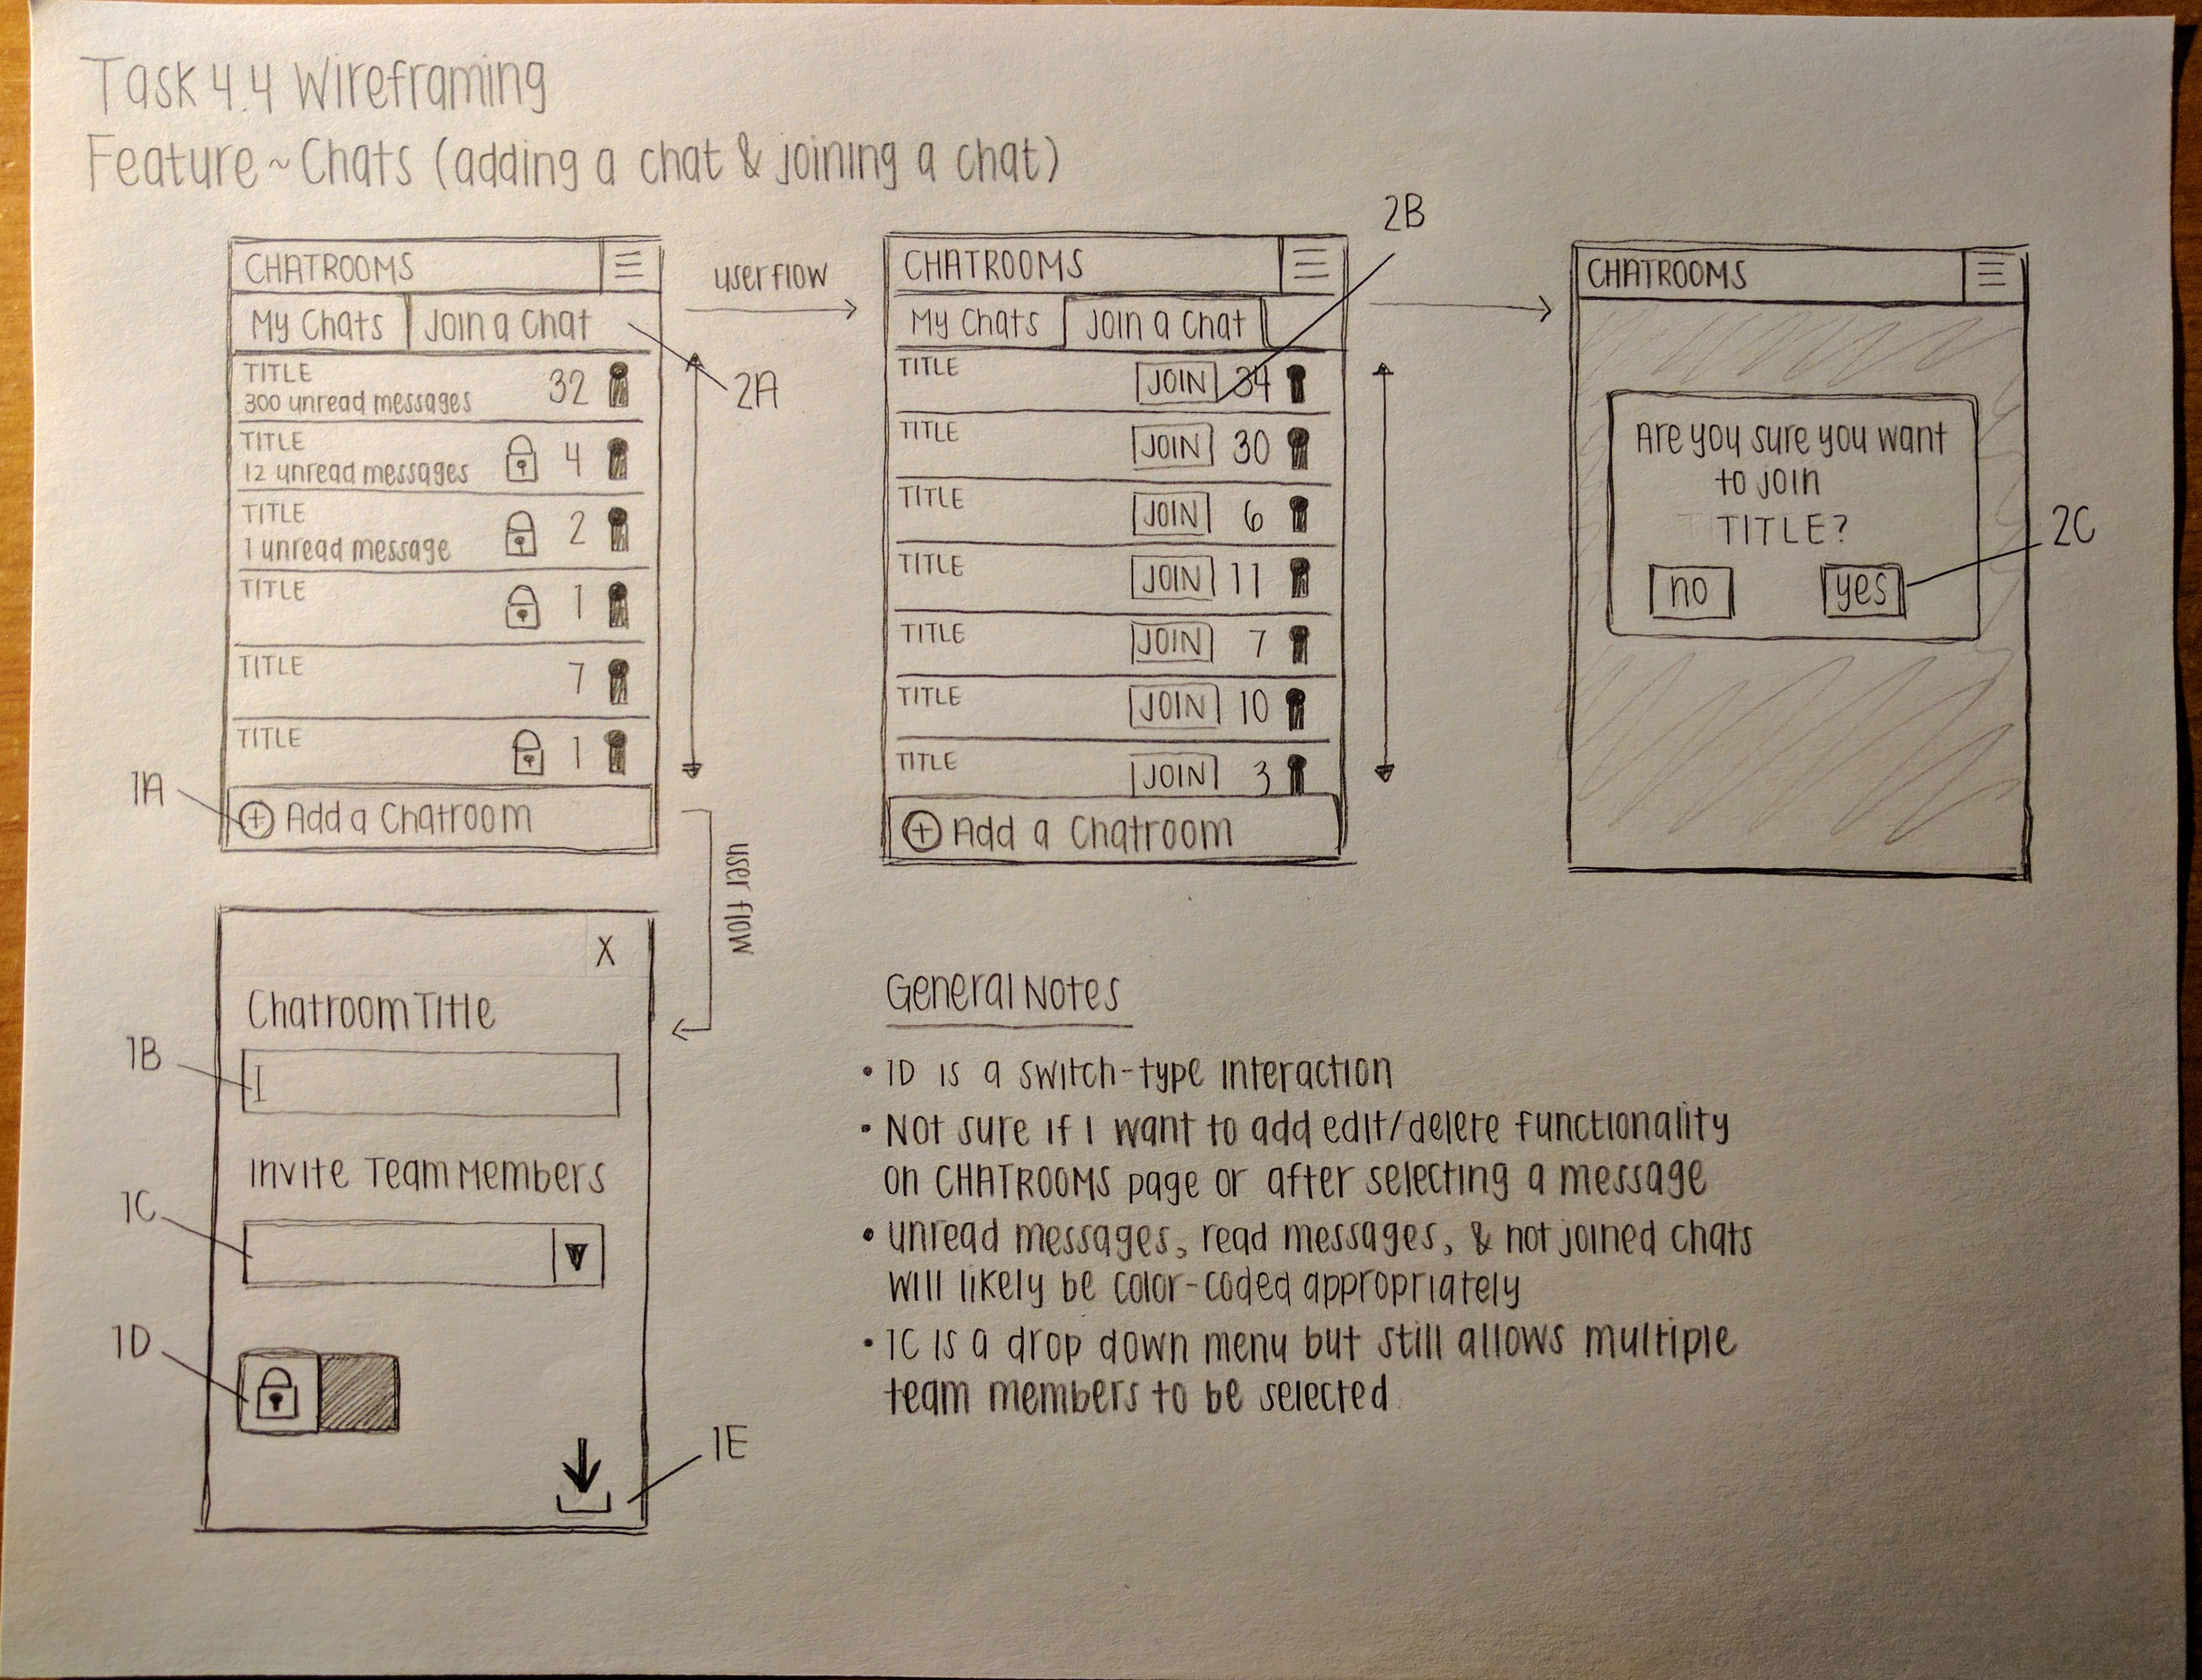 Task 4.4 Wireframing
Feature ~ Chats (adding a chat & joining a chat)
CHATROOMS
My Chats Join a Chat
TITLE
300 unread messages 32
TITLE
12 unread messages 4
TITLE
1 unread message 2
TITLE 1
TITLE 7
TITLE 1
Add a Chatroom
1A
2A
user flow
CHATROOMS
My Chats Join a Chat
TITLE JOIN 34
TITLE JOIN 30
TITLE JOIN 6
TITLE JOIN 11
TITLE JOIN 7
TITLE JOIN 10
TITLE JOIN 3
Add a Chatroom
2B
CHATROOMS
Are you sure you want
to join
TITLE?
no yes
2C
user flow
X
Chatroom Title
1B
Invite Team Members
1C
1D
1E
General Notes
• 1D is a switch-type interaction
• Not sure if I want to add edit/delete functionality
on CHATROOMS page or after selecting a message
• unread messages, read messages, & not joined chats
will likely be color-coded appropriately
• 1C is a drop down menu but still allows multiple
team members to be selected.